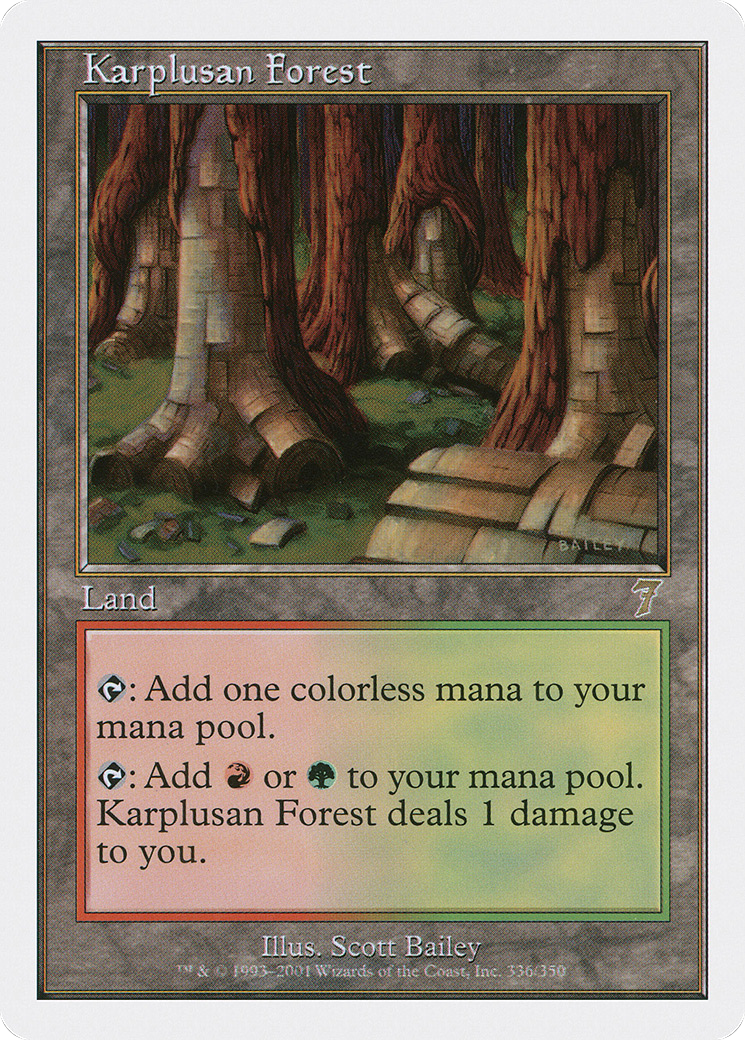 Karplusan Forest
BAILEY
Land
7
: Add one colorless mana to your
mana pool.
: Add or to your mana pool.
Karplusan Forest deals 1 damage
to you.
Illus. Scott Bailey
™ & © 1993–2001 Wizards of the Coast, Inc. 336/350